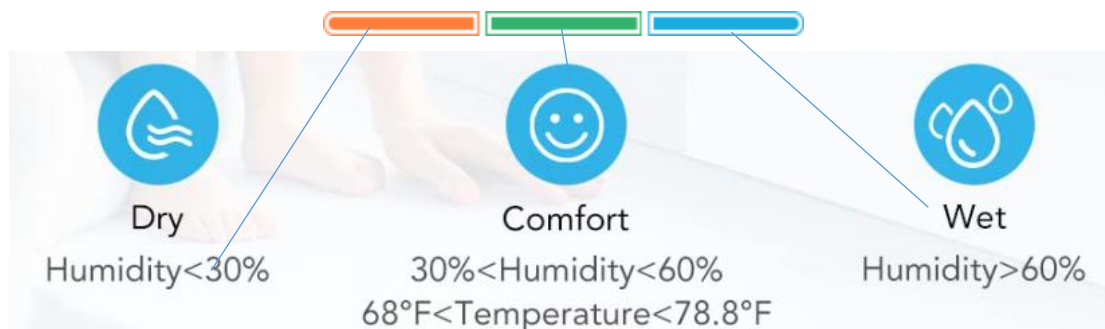 Dry
Comfort
Wet
Humidity<30%
30%<Humidity<60%
Humidity>60%
68°F<Temperature<78.8°F